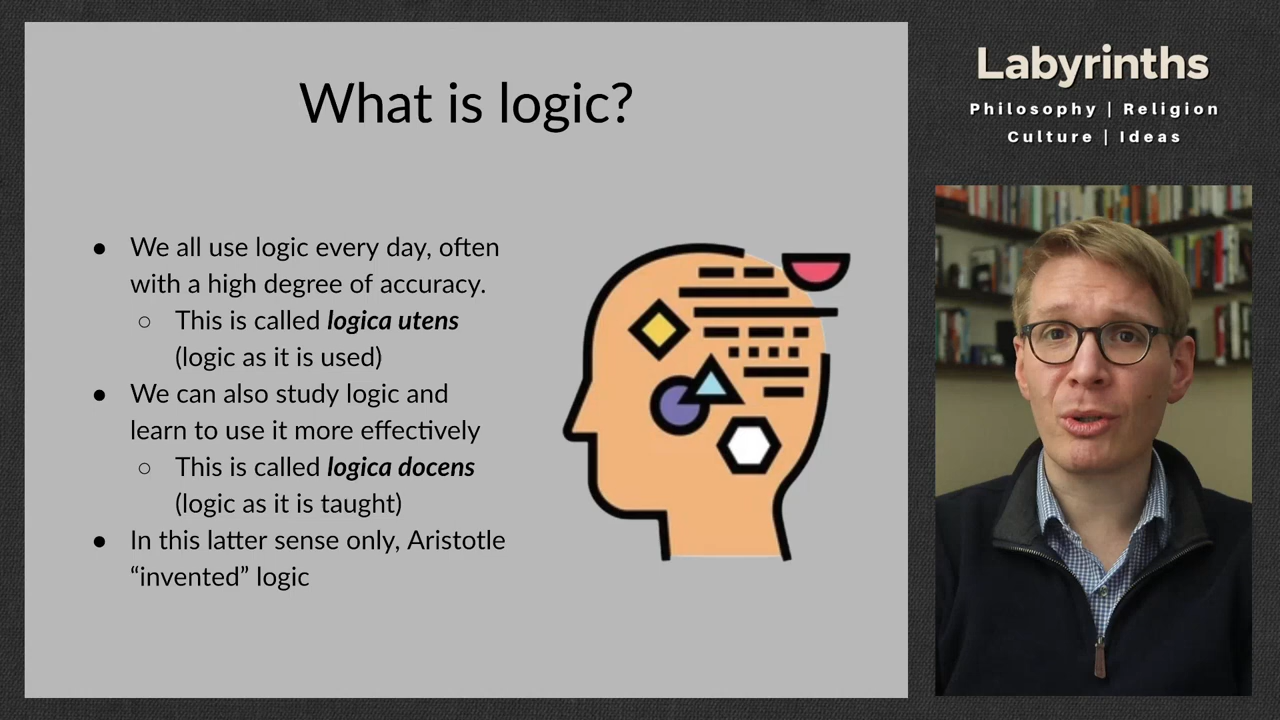 What is logic?
● We all use logic every day, often
with a high degree of accuracy.
○ This is called logica utens
(logic as it is used)
● We can also study logic and
learn to use it more effectively
○ This is called logica docens
(logic as it is taught)
● In this latter sense only, Aristotle
“invented” logic
Labyrinths
Philosophy | Religion
Culture | Ideas